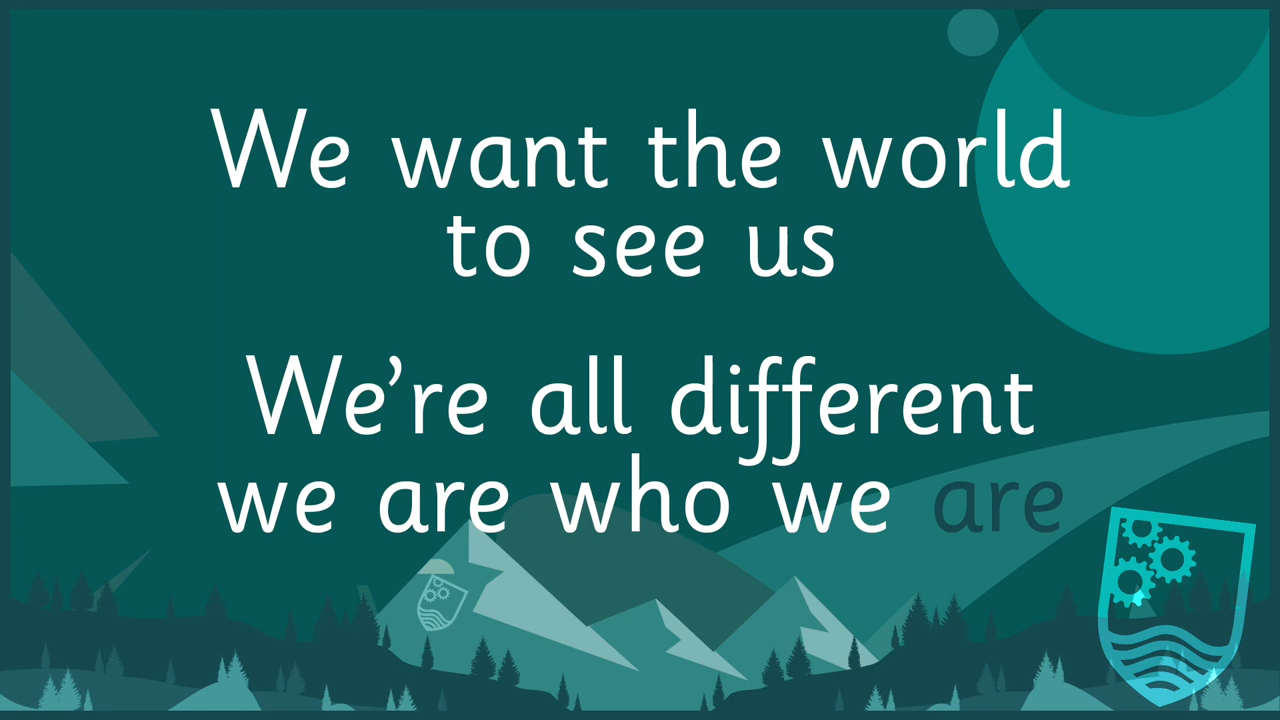 We want the world
to see us
We’re all different
we are who we are